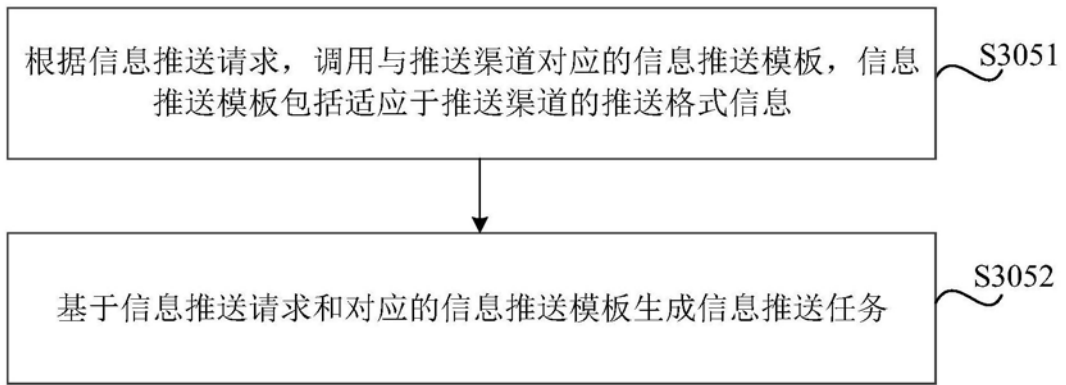 根据信息推送请求，调用与推送渠道对应的信息推送模板，信息
推送模板包括适应于推送渠道的推送格式信息
S3051
基于信息推送请求和对应的信息推送模板生成信息推送任务
S3052